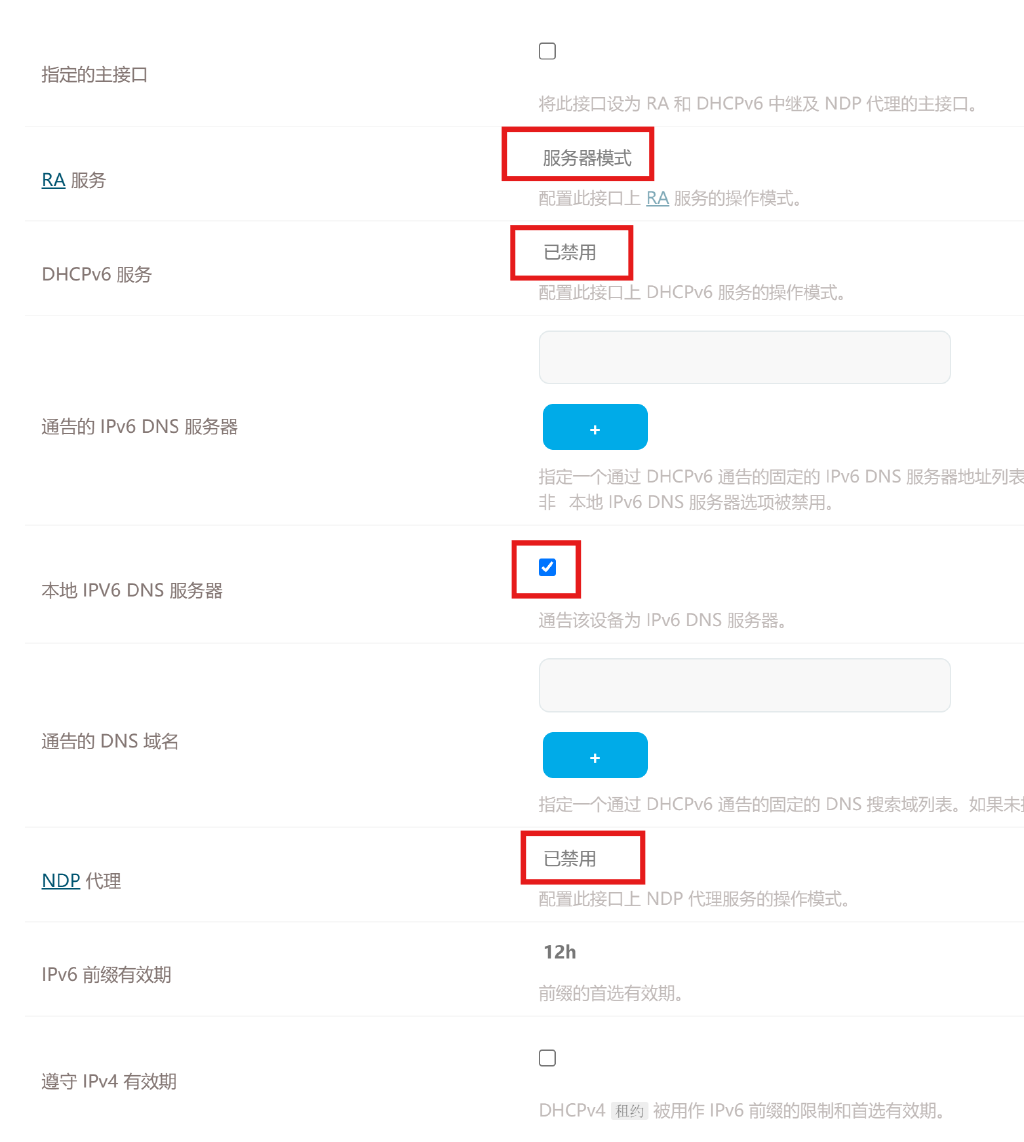 指定的主接口
将此接口设为 RA 和 DHCPv6 中继及 NDP 代理的主接口。
服务器模式
RA 服务
配置此接口上 RA 服务的操作模式。
已禁用
DHCPv6 服务
配置此接口上 DHCPv6 服务的操作模式。
通告的 IPv6 DNS 服务器
+
指定一个通过 DHCPv6 通告的固定的 IPv6 DNS 服务器地址列表
非 本地 IPv6 DNS 服务器选项被禁用。
本地 IPV6 DNS 服务器
通告该设备为 IPv6 DNS 服务器。
通告的 DNS 域名
+
指定一个通过 DHCPv6 通告的固定的 DNS 搜索域列表。如果未
已禁用
NDP 代理
配置此接口上 NDP 代理服务的操作模式。
12h
IPv6 前缀有效期
前缀的首选有效期。
遵守 IPv4 有效期
DHCPv4 租约 被用作 IPv6 前缀的限制和首选有效期。